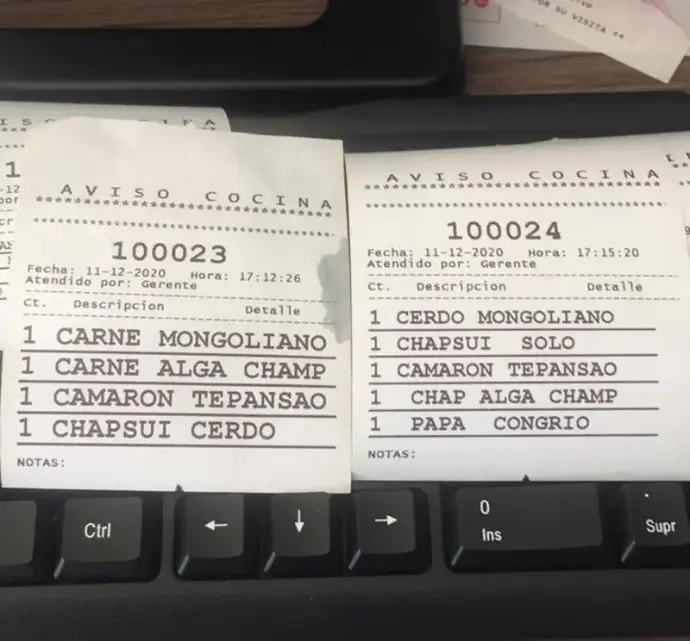 AVISO COCINA
100023
Fecha: 11-12-2020 Hora: 17:12:26
Atendido por: Gerente
Ct. Descripcion Detalle
1 CARNE MONGOLIANO
1 CARNE ALGA CHAMP
1 CAMARON TEPANSAO
1 CHAPSUI CERDO
NOTAS:
AVISO COCINA
100024
Fecha: 11-12-2020 Hora: 17:15:20
Atendido por: Gerente
Ct. Descripcion Detalle
1 CERDO MONGOLIANO
1 CHAPSUI SOLO
1 CAMARON TEPANSAO
1 CHAP ALGA CHAMP
1 PAPA CONGRIO
NOTAS:
SU VISITA **
Ctrl ← ↓ → 0 Ins . Supr